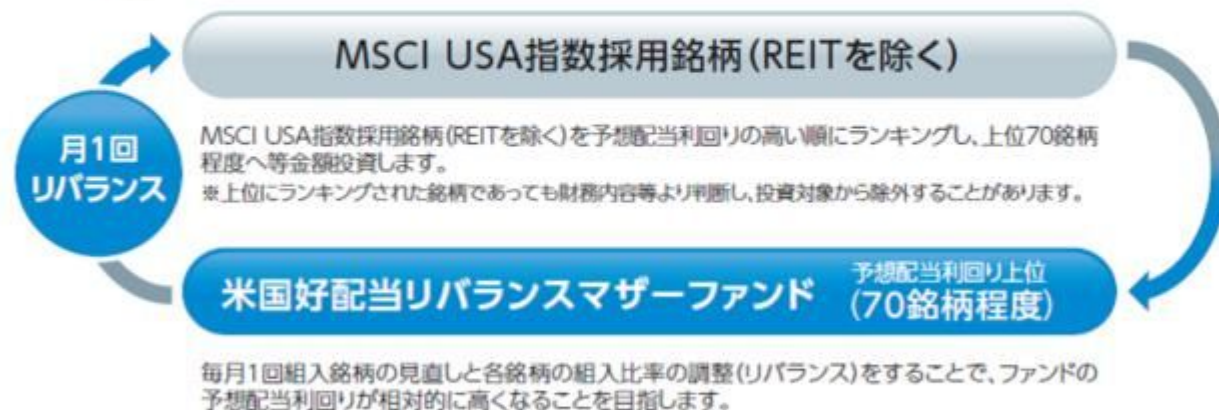 MSCI USA指数採用銘柄(REITを除く)
月1回
リバランス
MSCI USA指数採用銘柄(REITを除く)を予想配当利回りの高い順にランキングし、上位70銘柄
程度へ等金額投資します。
※上位にランキングされた銘柄であっても財務内容等より判断し、投資対象から除外することがあります。
米国好配当リバランスマザーファンド
予想配当利回り上位
(70銘柄程度)
毎月1回組入銘柄の見直しと各銘柄の組入比率の調整(リバランス)をすることで、ファンドの
予想配当利回りが相対的に高くなることを目指します。